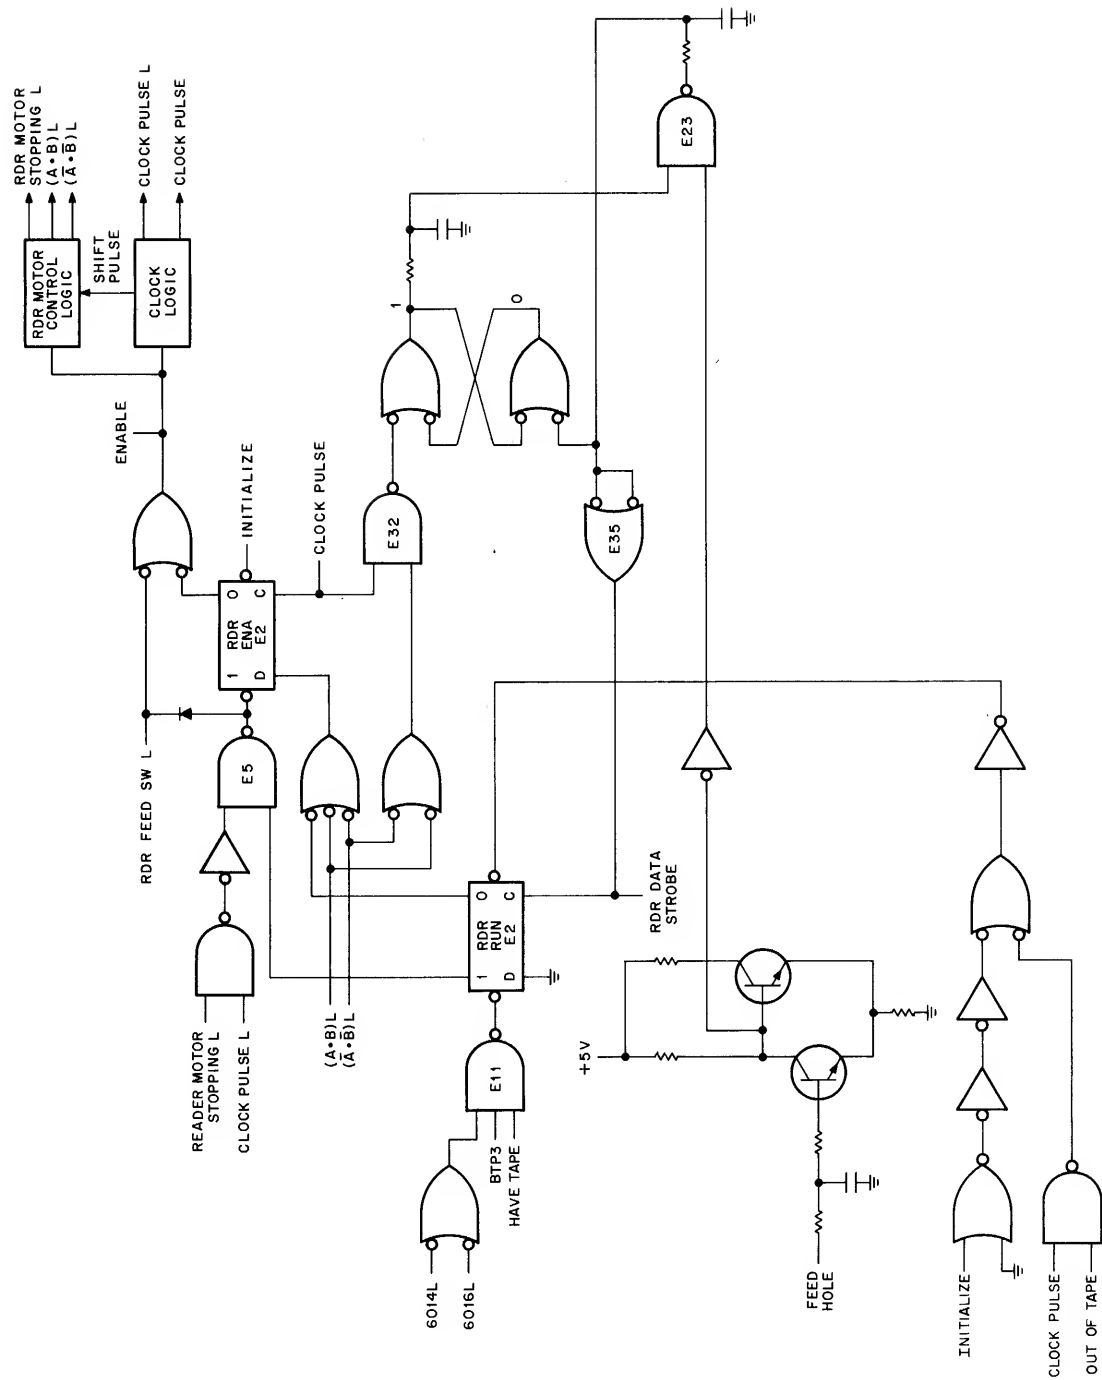 RDR MOTOR
STOPPING L
(A•B)L
(A̅•B̅)L
CLOCK PULSE L
CLOCK PULSE
RDR MOTOR
CONTROL
LOGIC
SHIFT
PULSE
CLOCK
LOGIC
ENABLE
INITIALIZE
CLOCK PULSE
RDR FEED SW L
1
0
RDR
ENA
E2
D
C
E5
E32
1
0
E23
E35
READER MOTOR
STOPPING L
CLOCK PULSE L
(A•B)L
(A̅•B̅)L
1
0
RDR
RUN
E2
D
C
RDR DATA
STROBE
6014L
6016L
BTP3
HAVE TAPE
E11
+5V
FEED
HOLE
INITIALIZE
CLOCK PULSE
OUT OF TAPE